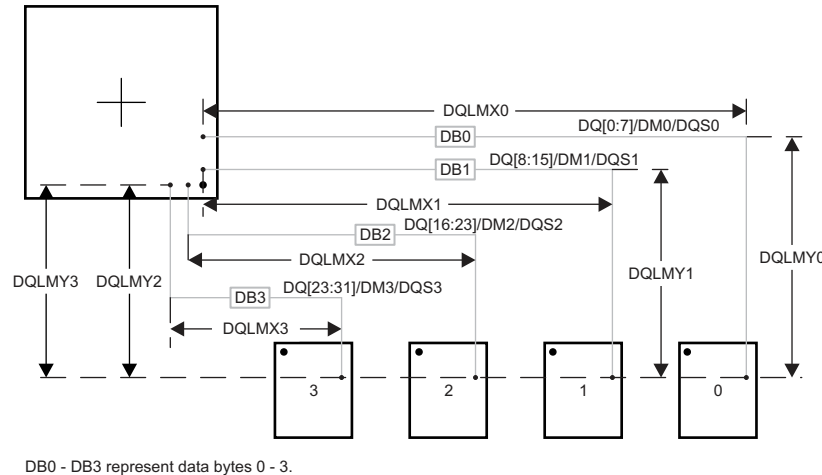 DQLMX0
DQ[0:7]/DM0/DQS0
DB0
DB1
DQ[8:15]/DM1/DQS1
DQLMX1
DB2
DQ[16:23]/DM2/DQS2
DQLMX2
DQLMY3
DQLMY2
DQLMY1
DQLMY0
DB3
DQ[23:31]/DM3/DQS3
DQLMX3
3
2
1
0
DB0 - DB3 represent data bytes 0 - 3.